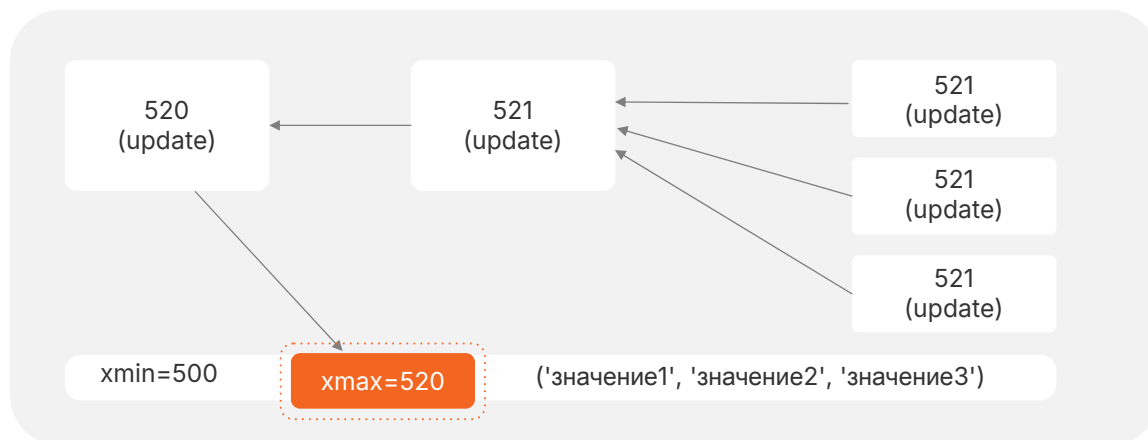 520
(update)
521
(update)
521
(update)
521
(update)
521
(update)
xmin=500
xmax=520
('значение1', 'значение2', 'значение3')